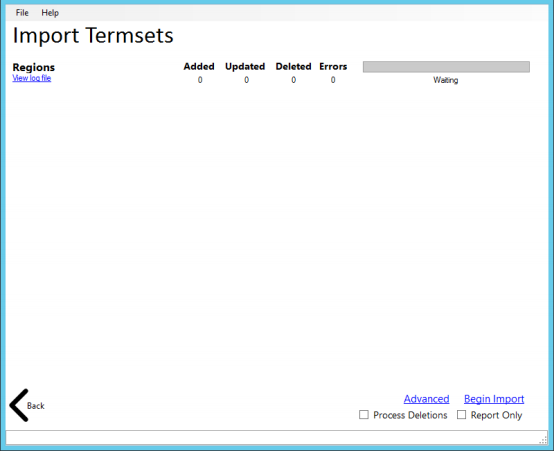 File Help
Import Termsets
Regions Added Updated Deleted Errors
View log file 0 0 0 0 Waiting
Advanced Begin Import
Back
Process Deletions Report Only